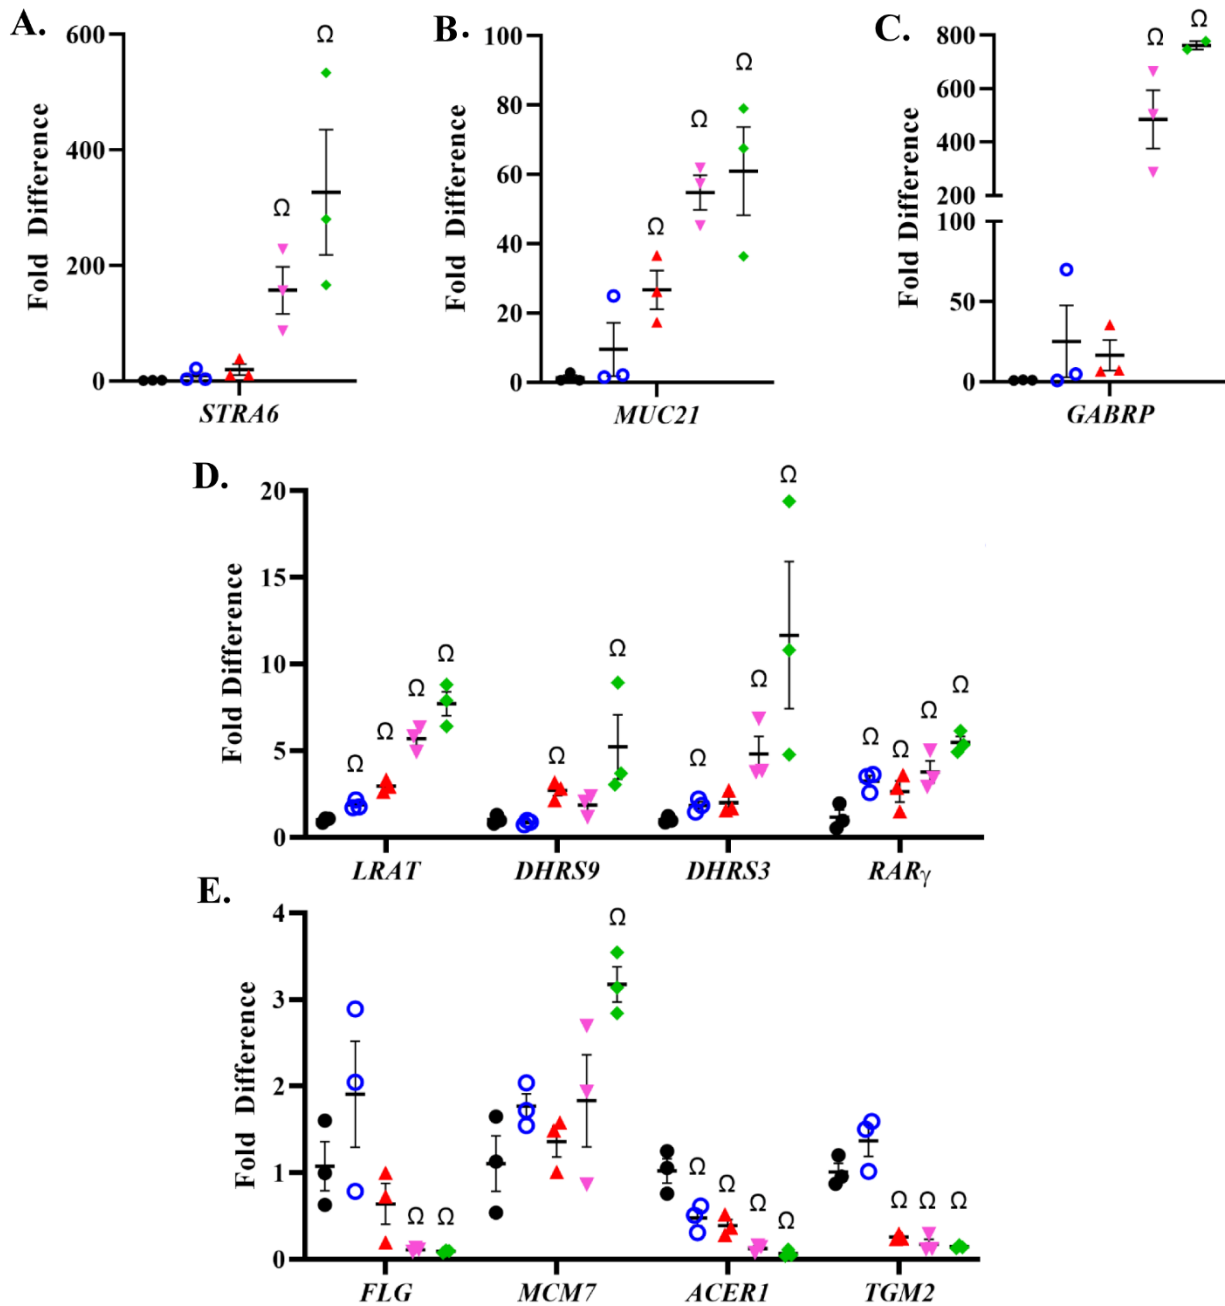 A.
Fold Difference
600
400
200
0
Ω Ω
STRA6
B.
Fold Difference
100
80
60
40
20
0
Ω Ω Ω
MUC21
C.
Fold Difference
800
600
400
200
100
50
0
Ω Ω
GABRP
D.
Fold Difference
20
15
10
5
0
Ω Ω Ω Ω Ω Ω Ω Ω Ω Ω Ω Ω
LRAT DHRS9 DHRS3 RARγ
E.
Fold Difference
4
3
2
1
0
Ω Ω Ω Ω Ω Ω Ω Ω Ω Ω
FLG MCM7 ACER1 TGM2